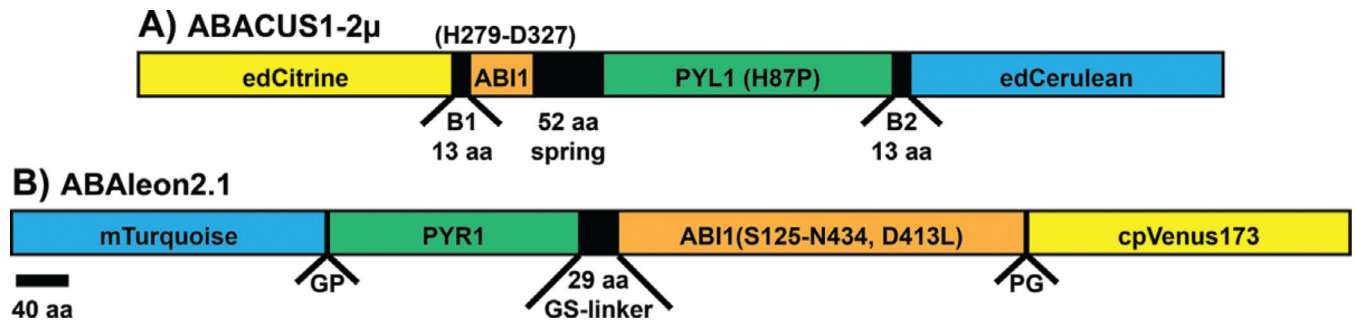 A) ABACUS1-2μ
(H279-D327)
edCitrine ABI1 PYL1 (H87P) edCerulean
B1 52 aa B2
13 aa spring 13 aa
B) ABAleon2.1
mTurquoise PYR1 ABI1(S125-N434, D413L) cpVenus173
GP 29 aa PG
40 aa GS-linker